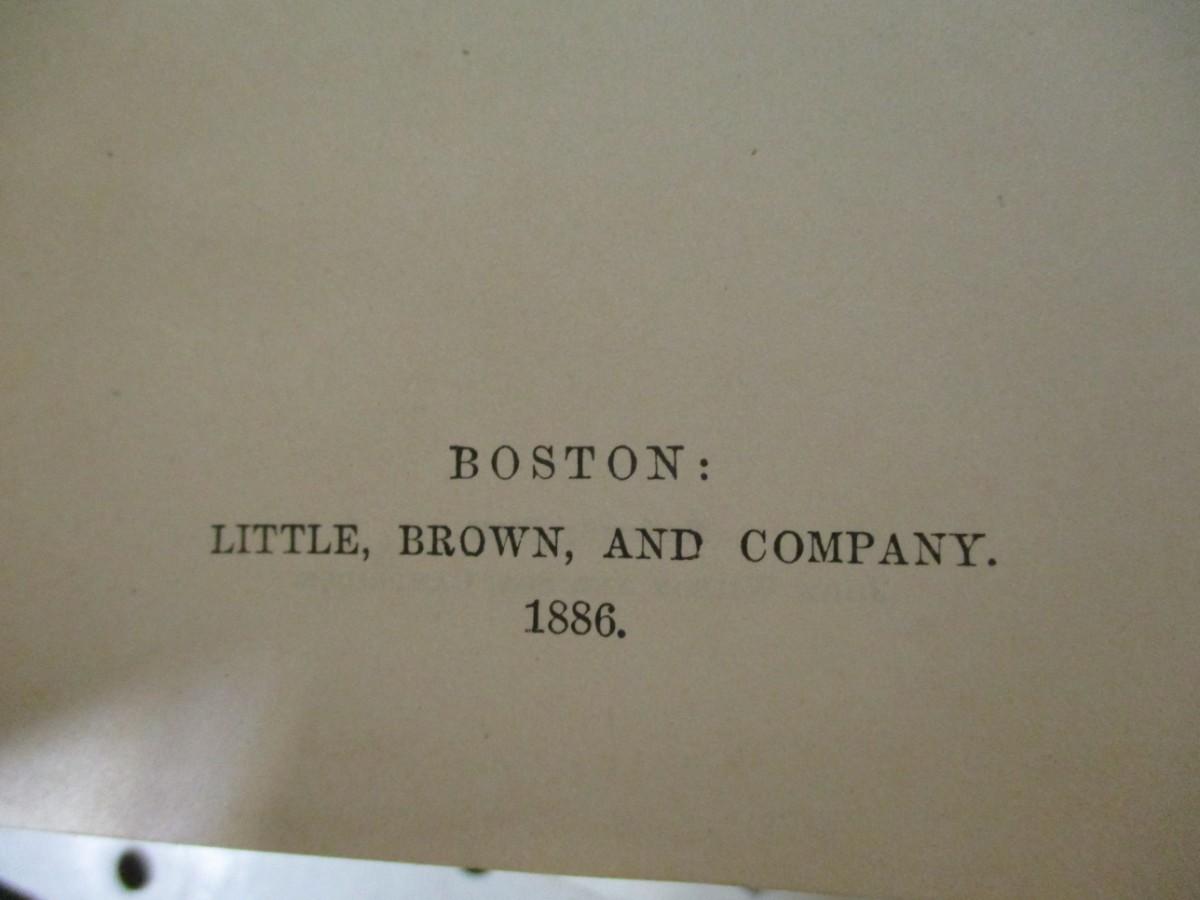 BOSTON:
LITTLE, BROWN, AND COMPANY.
1886.